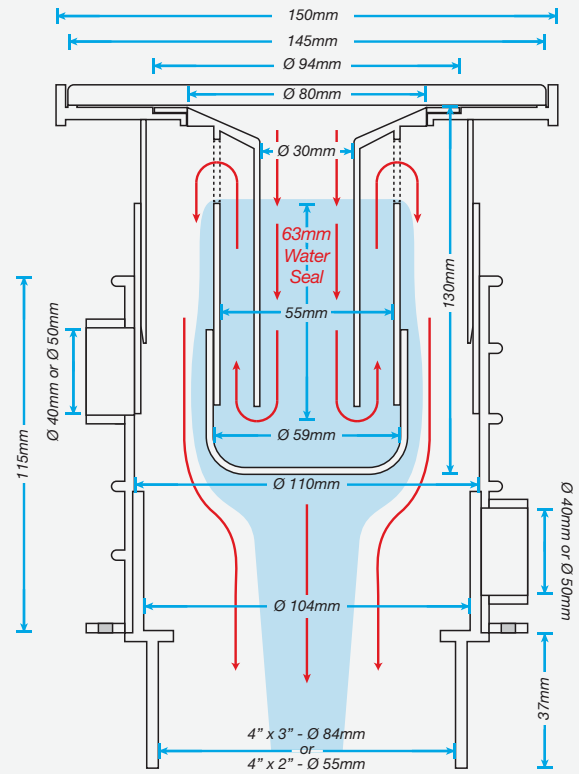 150mm
145mm
Ø 94mm
Ø 80mm
Ø 30mm
63mm
Water
Seal
130mm
55mm
Ø 40mm or Ø 50mm
115mm
Ø 59mm
Ø 110mm
Ø 40mm or Ø 50mm
Ø 104mm
37mm
4” x 3” - Ø 84mm
or
4” x 2” - Ø 55mm